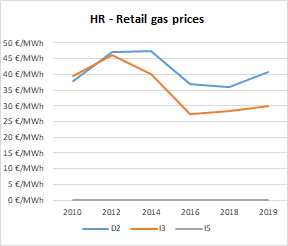 HR - Retail gas prices
50 €/MWh
45 €/MWh
40 €/MWh
35 €/MWh
30 €/MWh
25 €/MWh
20 €/MWh
15 €/MWh
10 €/MWh
5 €/MWh
0 €/MWh
2010 2012 2014 2016 2018 2019
D2 I3 I5